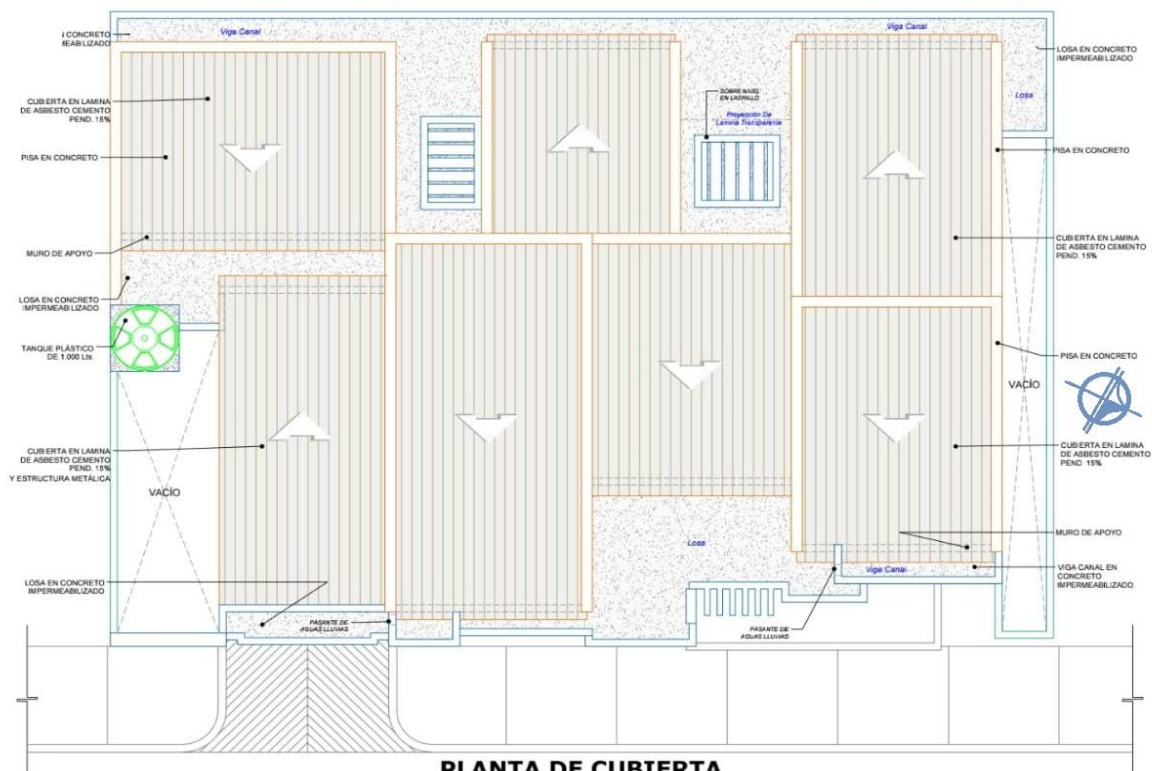 Viga Canal
Viga Canal
CONCRETO
LOSA EN CONCRETO
IMPERMEABILIZADO
CUBIERTA EN LAMINA
DE ASBESTO CEMENTO
PEND. 15%
SOBRE NIVEL
EN LADRILLO
Losa
Proyección De
Lamina Transparente
PISA EN CONCRETO
PISA EN CONCRETO
MURO DE APOYO
CUBIERTA EN LAMINA
DE ASBESTO CEMENTO
PEND. 15%
LOSA EN CONCRETO
IMPERMEABILIZADO
TANQUE PLÁSTICO
DE 1.000 Lts.
PISA EN CONCRETO
VACÍO
CUBIERTA EN LAMINA
DE ASBESTO CEMENTO
PEND. 15%
Y ESTRUCTURA METÁLICA
CUBIERTA EN LAMINA
DE ASBESTO CEMENTO
PEND. 15%
VACÍO
MURO DE APOYO
Losa
Viga Canal
VIGA CANAL EN
CONCRETO
IMPERMEABILIZADO
LOSA EN CONCRETO
IMPERMEABILIZADO
PASANTE DE
AGUAS LLUVIAS
PASANTE DE
AGUAS LLUVIAS
PLANTA DE CUBIERTA